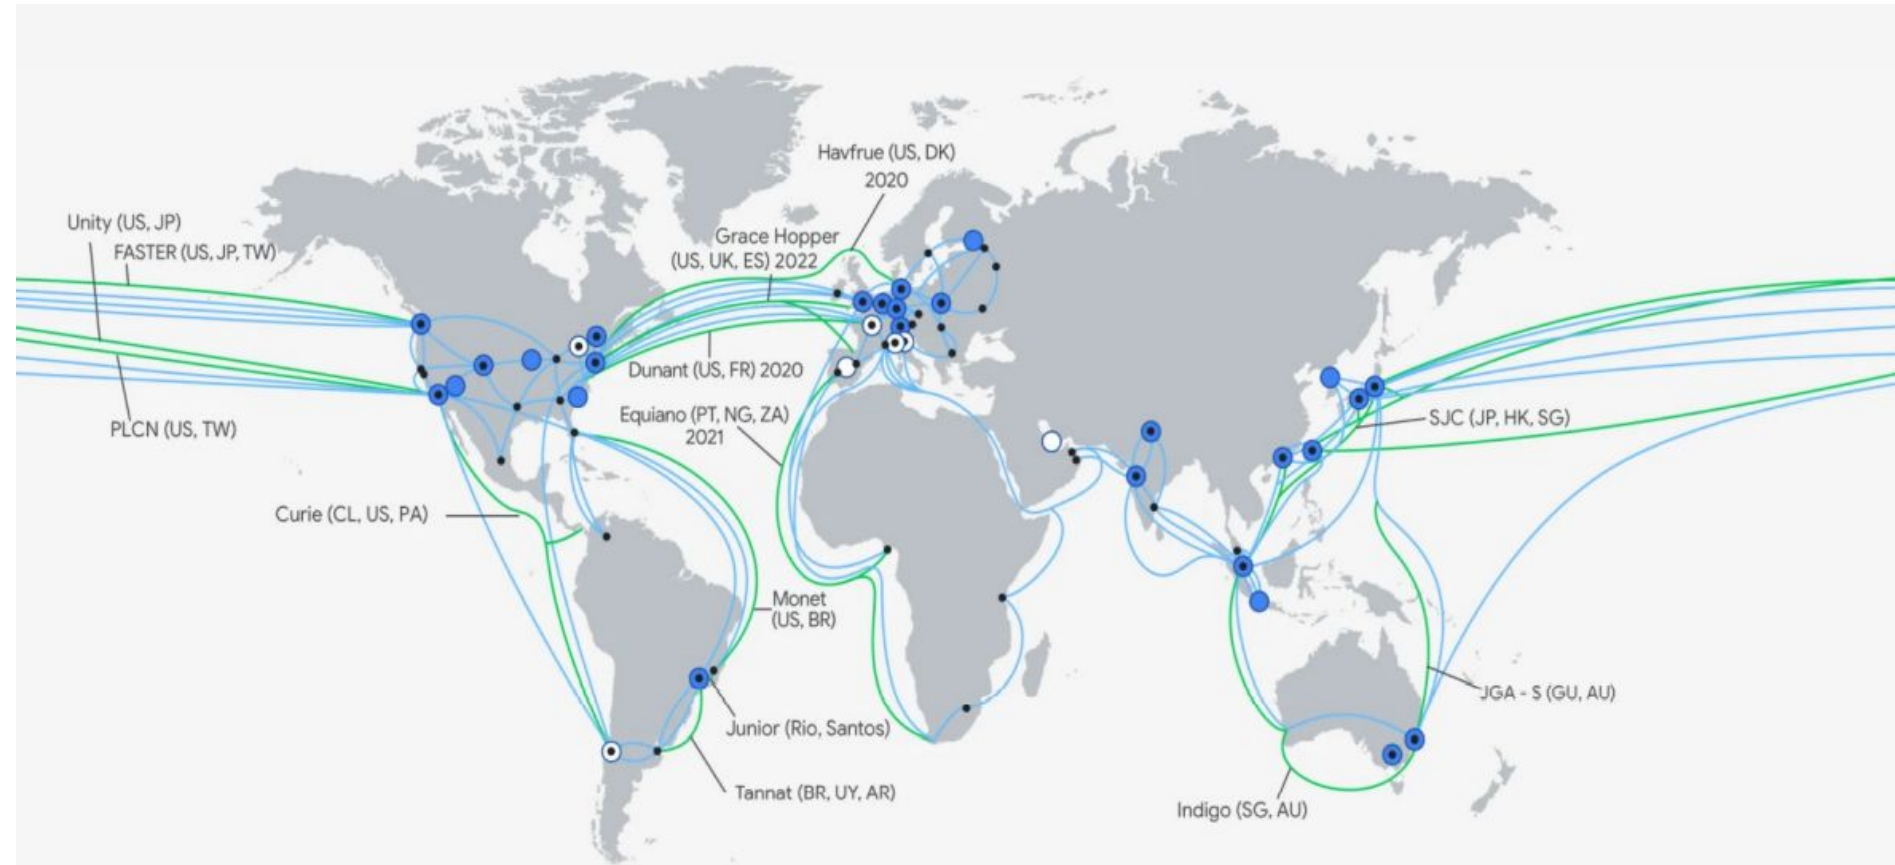 Havfrue (US, DK)
2020
Unity (US, JP)
FASTER (US, JP, TW)
Grace Hopper
(US, UK, ES) 2022
Dunant (US, FR) 2020
Equiano (PT, NG, ZA)
2021
PLCN (US, TW)
SJC (JP, HK, SG)
Curie (CL, US, PA)
Monet
(US, BR)
JGA - S (GU, AU)
Junior (Rio, Santos)
Tannat (BR, UY, AR)
Indigo (SG, AU)